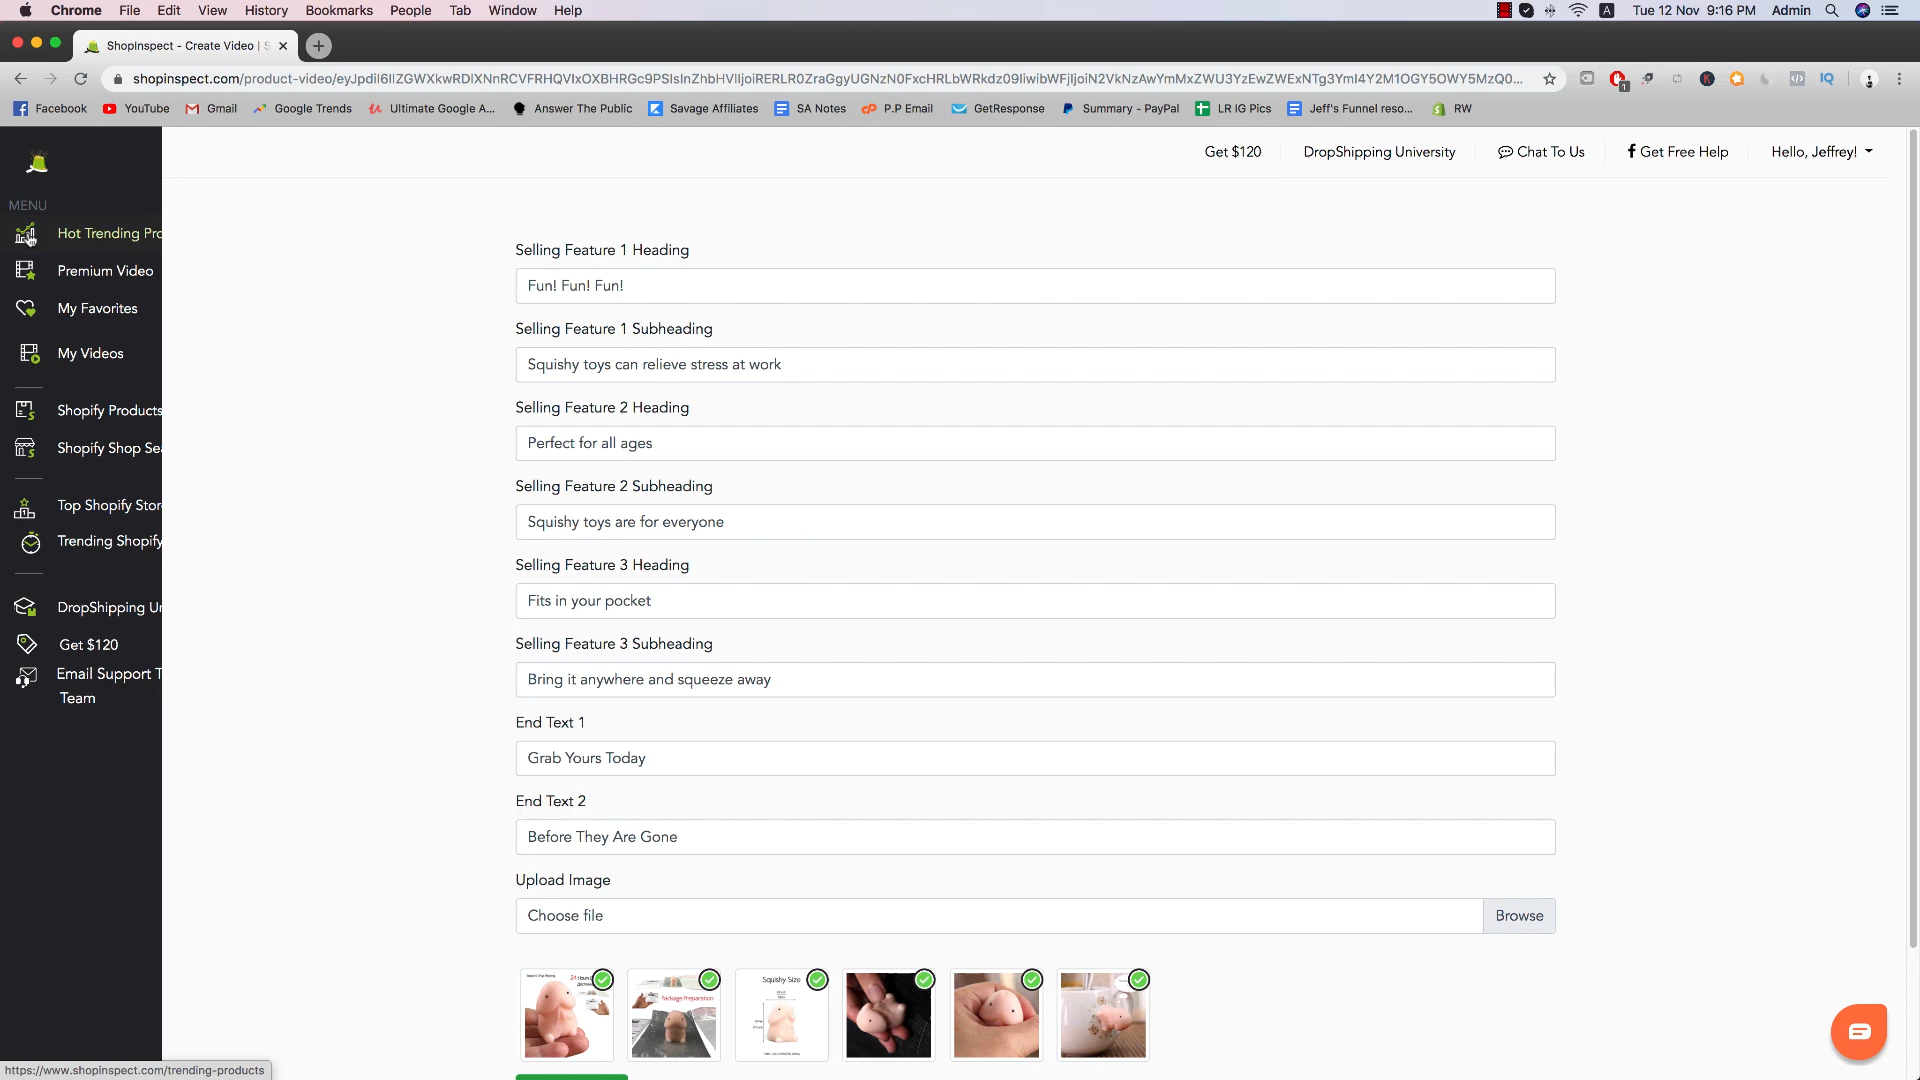 Chrome File Edit View History Bookmarks People Tab Window Help
A Tue 12 Nov 9:16 PM Admin
ShopInspect - Create Video | S
shopinspect.com/product-video/
Facebook YouTube Gmail Google Trends Ultimate Google A... Answer The Public Savage Affiliates SA Notes P.P Email GetResponse Summary - PayPal LR IG Pics Jeff's Funnel reso... RW
Get $120 DropShipping University Chat To Us Get Free Help Hello, Jeffrey!
MENU
Hot Trending Pro
Premium Video
My Favorites
My Videos
Shopify Products
Shopify Shop Sea
Top Shopify Stor
Trending Shopify
DropShipping Un
Get $120
Email Support T
Team
Selling Feature 1 Heading
Fun! Fun! Fun!
Selling Feature 1 Subheading
Squishy toys can relieve stress at work
Selling Feature 2 Heading
Perfect for all ages
Selling Feature 2 Subheading
Squishy toys are for everyone
Selling Feature 3 Heading
Fits in your pocket
Selling Feature 3 Subheading
Bring it anywhere and squeeze away
End Text 1
Grab Yours Today
End Text 2
Before They Are Gone
Upload Image
Choose file Browse
24 Hours
Package Preparation
Squishy Size
https://www.shopinspect.com/trending-products